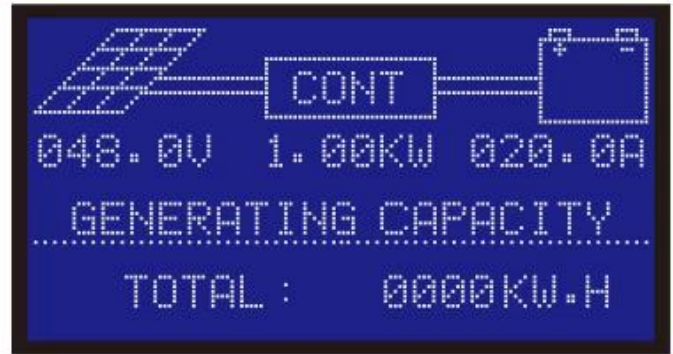 CONT
+ −
048.0V 1.00KW 020.0A
GENERATING CAPACITY
TOTAL: 0000KW.H